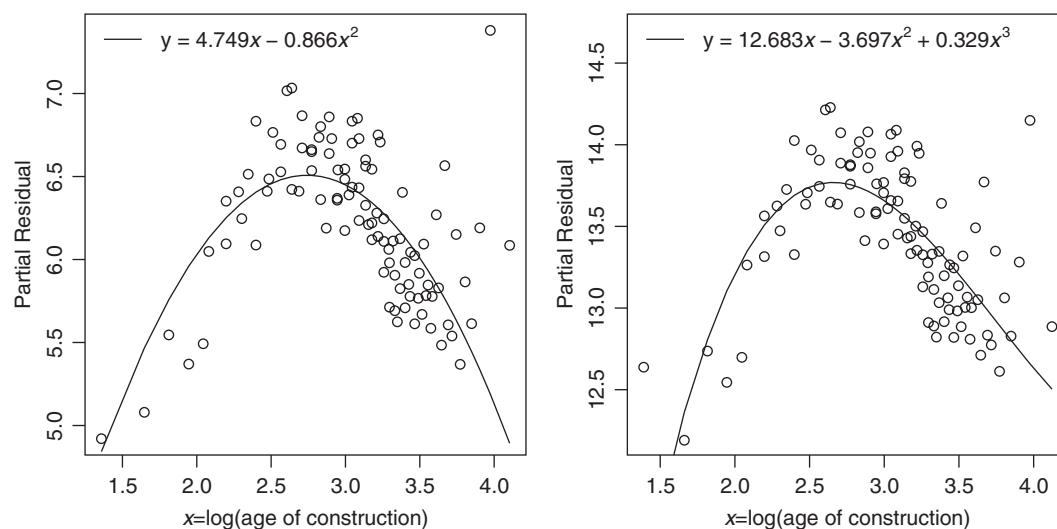 y = 4.749x − 0.866x²
7.0
6.5
6.0
5.5
5.0
Partial Residual
1.5 2.0 2.5 3.0 3.5 4.0
x=log(age of construction)
y = 12.683x − 3.697x² + 0.329x³
14.5
14.0
13.5
13.0
12.5
Partial Residual
1.5 2.0 2.5 3.0 3.5 4.0
x=log(age of construction)